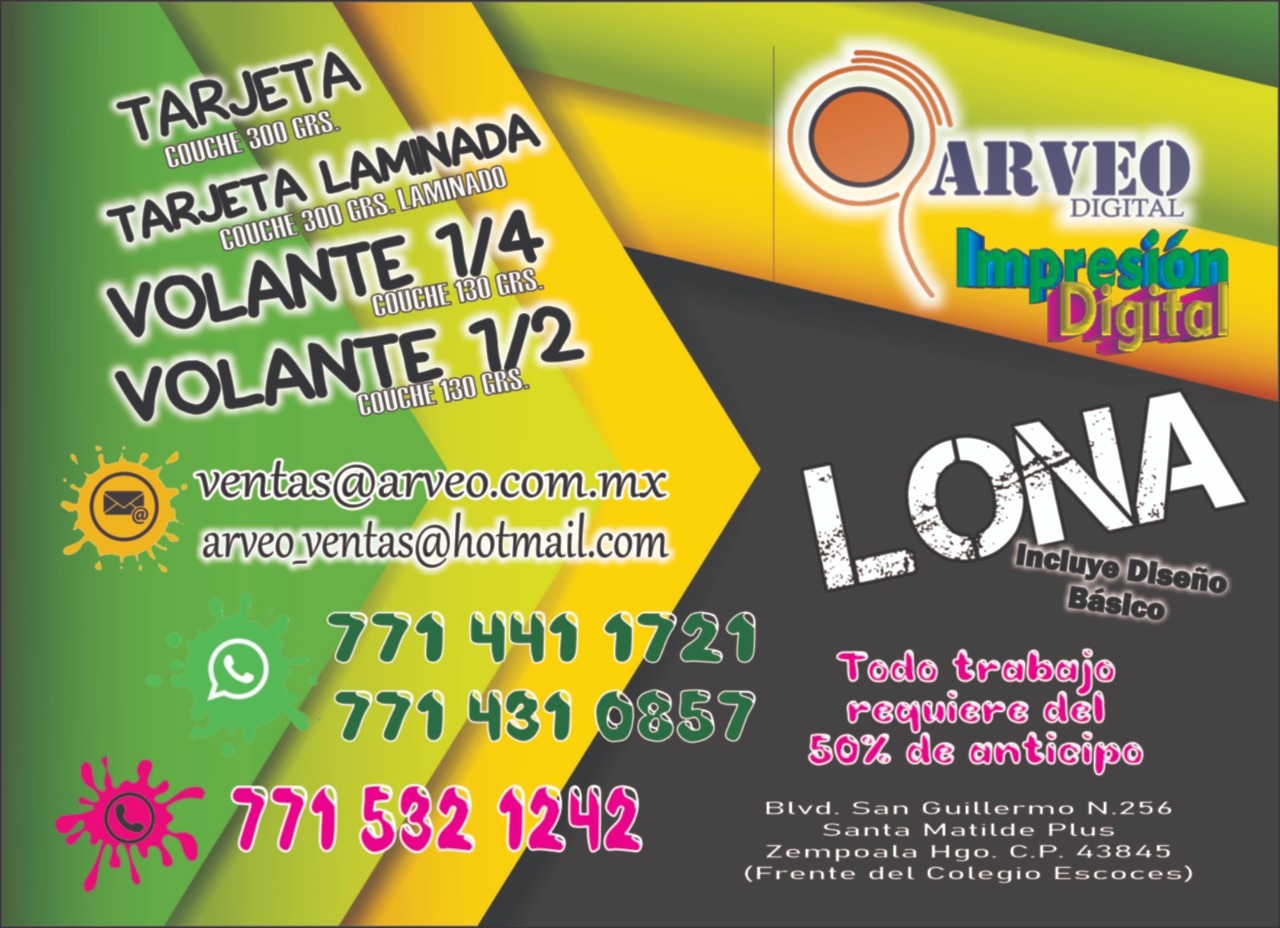 TARJETA
COUCHE 300 GRS.
TARJETA LAMINADA
COUCHE 300 GRS. LAMINADO
VOLANTE 1/4
COUCHE 130 GRS.
VOLANTE 1/2
COUCHE 130 GRS.
ventas@arveo.com.mx
arveo_ventas@hotmail.com
771 441 1721
771 431 0857
771 532 1242
ARVEO
DIGITAL
Impresión
Digital
LONA
Incluye Diseño
Básico
Todo trabajo
requiere del
50% de anticipo
Blvd. San Guillermo N.256
Santa Matilde Plus
Zempoala Hgo. C.P. 43845
(Frente del Colegio Escoces)